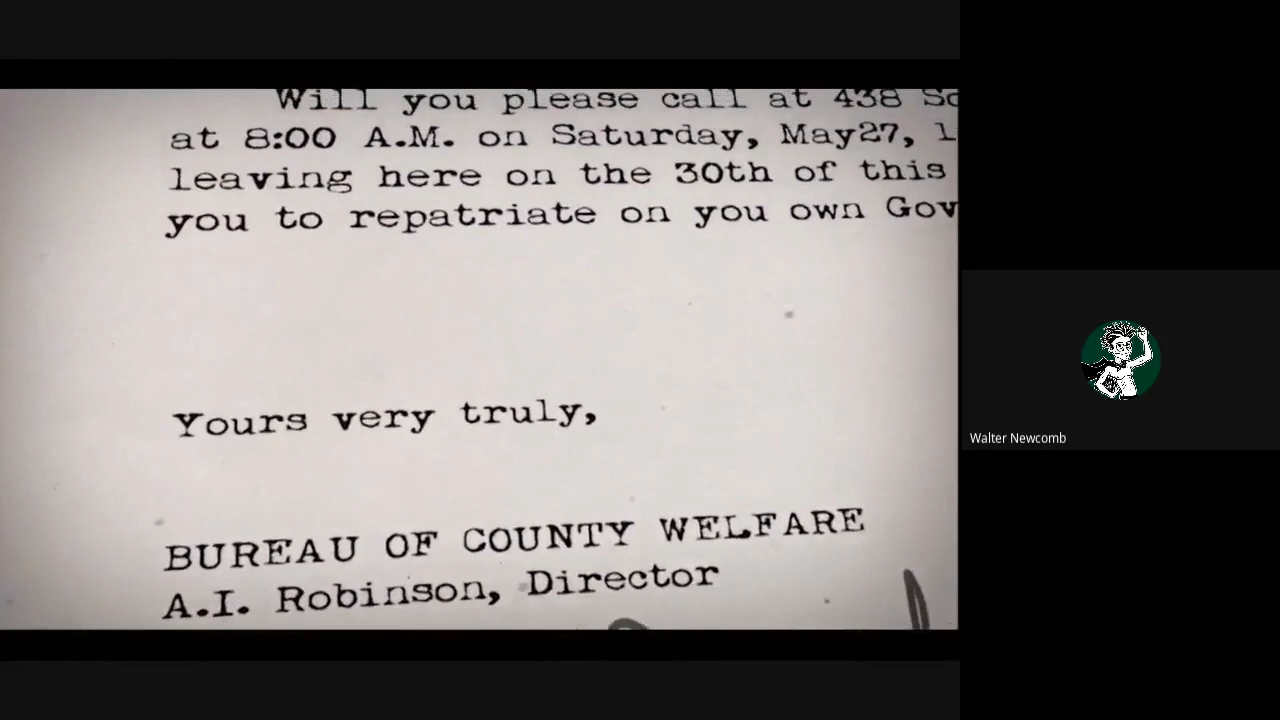 Will you please call at 438
at 8:00 A.M. on Saturday, May27,
leaving here on the 30th of this
you to repatriate on you own
Yours very truly,
BUREAU OF COUNTY WELFARE
A.I. Robinson, Director
Walter Newcomb